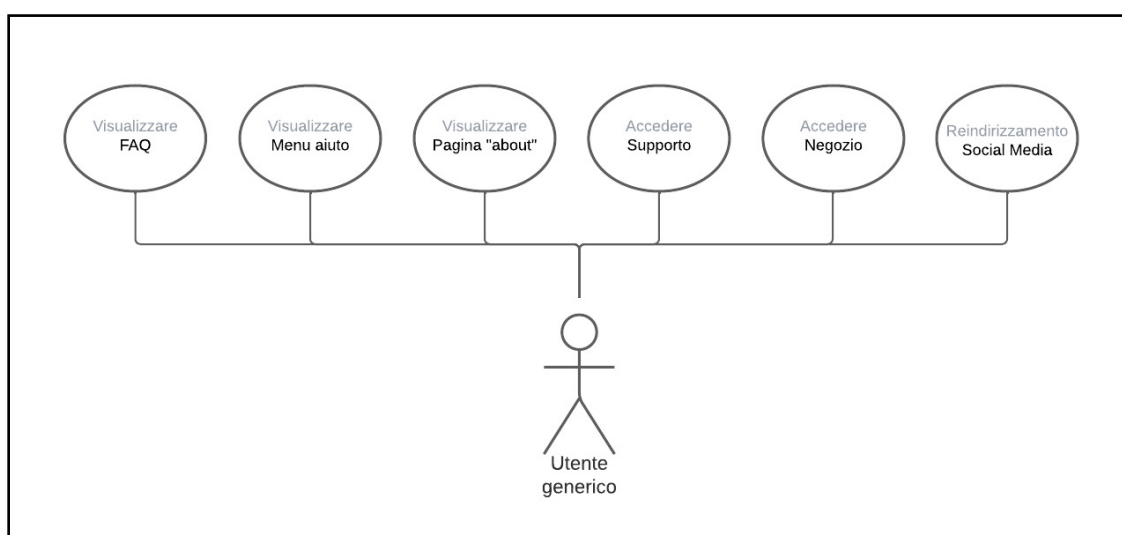 Visualizzare
FAQ
Visualizzare
Menu aiuto
Visualizzare
Pagina "about"
Accedere
Supporto
Accedere
Negozio
Reindirizzamento
Social Media
Utente
generico